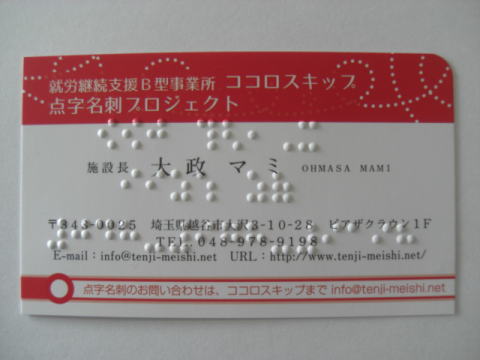 就労継続支援B型事業所 ココロスキップ
点字名刺プロジェクト
施設長 大政 マミ OHMASA MAMI
〒343-0025 埼玉県越谷市大沢3-10-28 ピアザクラウン1F
TEL. 048-978-9198
E-mail : info@tenji-meishi.net URL : http://www.tenji-meishi.net/
点字名刺のお問い合わせは、ココロスキップまで info@tenji-meishi.net